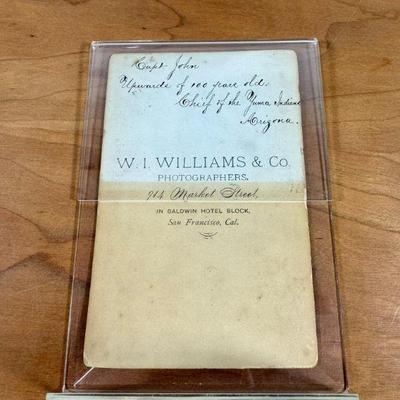 Capt John
Upwards of 100 years old.
Chief of the Yuma Indians
Arizona.
W. I. WILLIAMS & Co.
PHOTOGRAPHERS,
914 Market Street,
IN BALDWIN HOTEL BLOCK,
San Francisco, Cal.